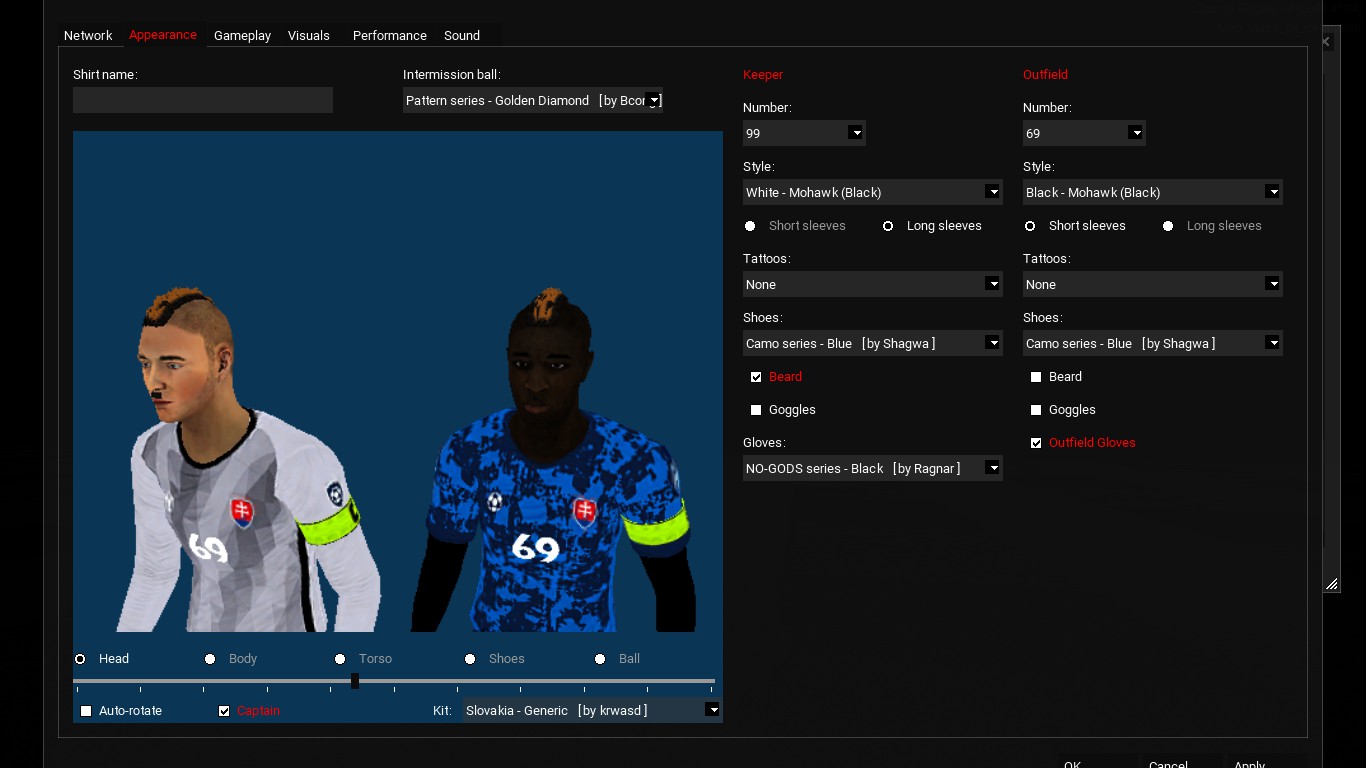 Network Appearance Gameplay Visuals Performance Sound
Shirt name:
Intermission ball:
Pattern series - Golden Diamond [by Bcon
Keeper
Number:
99
Style:
White - Mohawk (Black)
Short sleeves Long sleeves
Tattoos:
None
Shoes:
Camo series - Blue [by Shagwa ]
Beard
Goggles
Gloves:
NO-GODS series - Black [by Ragnar ]
Outfield
Number:
69
Style:
Black - Mohawk (Black)
Short sleeves Long sleeves
Tattoos:
None
Shoes:
Camo series - Blue [by Shagwa ]
Beard
Goggles
Outfield Gloves
69
69
Head Body Torso Shoes Ball
Auto-rotate Captain Kit: Slovakia - Generic [by krwasd ]
OK Cancel Apply